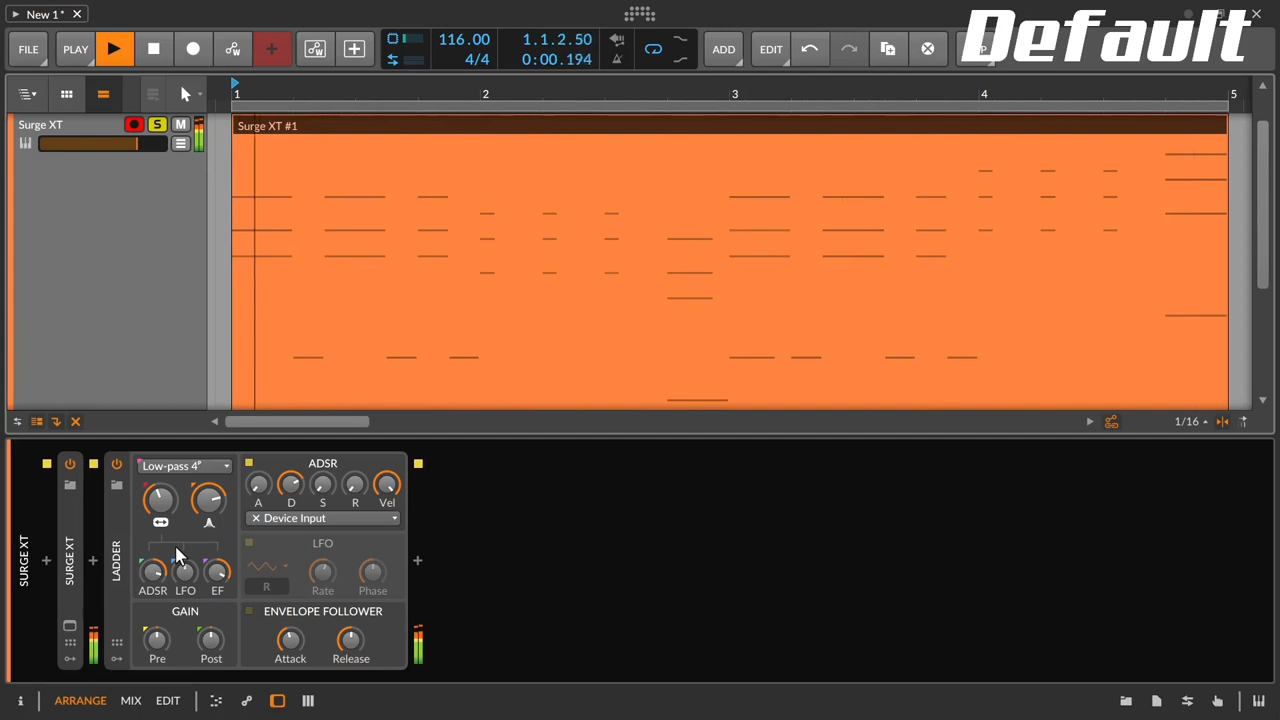 New 1*
Default
FILE
PLAY
116.00
4/4
1.1.2.50
0:00.194
ADD
EDIT
1
2
3
4
5
Surge XT
S
M
Surge XT #1
1/16
SURGE XT
SURGE XT
LADDER
Low-pass 4ᴾ
ADSR
LFO
EF
GAIN
Pre
Post
ADSR
A
D
S
R
Vel
✕ Device Input
LFO
R
Rate
Phase
ENVELOPE FOLLOWER
Attack
Release
i
ARRANGE
MIX
EDIT